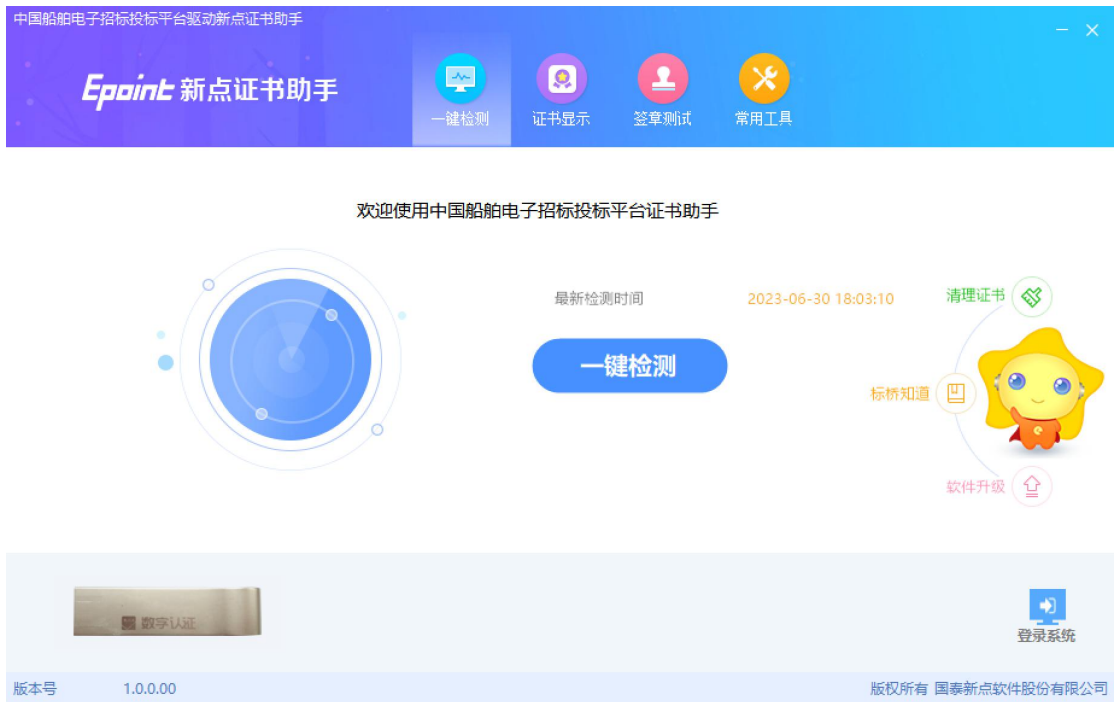 中国船舶电子招标投标平台驱动新点证书助手
Epoint 新点证书助手
一键检测 证书显示 签章测试 常用工具
欢迎使用中国船舶电子招标投标平台证书助手
最新检测时间 2023-06-30 18:03:10
清理证书
一键检测
标桥知道
软件升级
数字认证
登录系统
版本号 1.0.0.00
版权所有 国泰新点软件股份有限公司